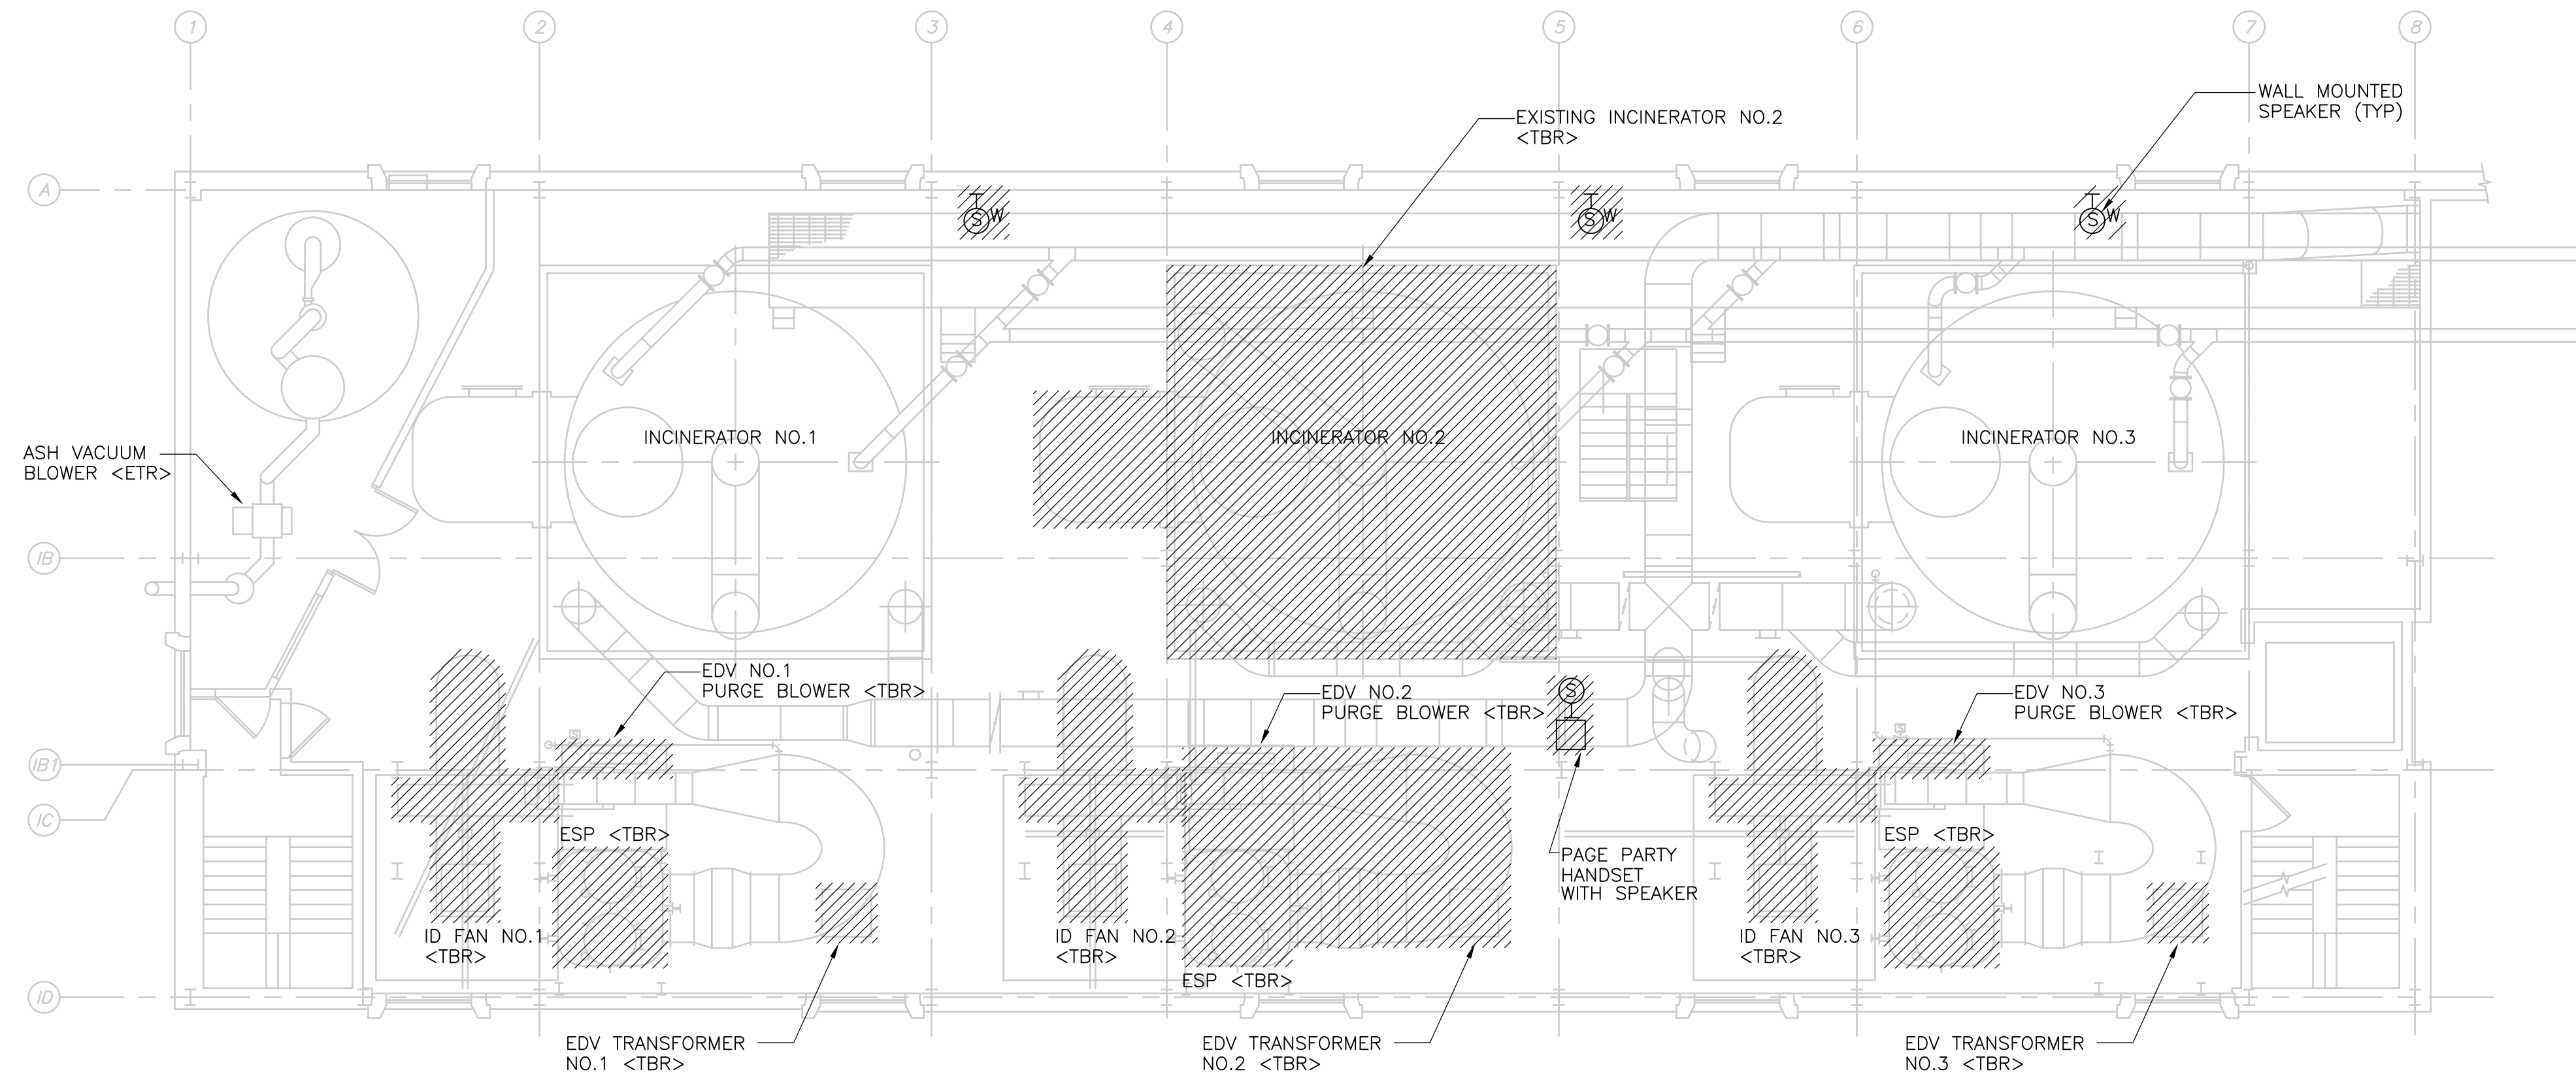 1
2
3
4
5
6
7
8
WALL MOUNTED
SPEAKER (TYP)
EXISTING INCINERATOR NO.2
<TBR>
A
S W
S W
S W
INCINERATOR NO.1
INCINERATOR NO.2
INCINERATOR NO.3
ASH VACUUM
BLOWER <ETR>
1B
EDV NO.1
PURGE BLOWER <TBR>
EDV NO.2
PURGE BLOWER <TBR>
S
EDV NO.3
PURGE BLOWER <TBR>
S
S
1B1
1C
ESP <TBR>
ESP <TBR>
PAGE PARTY
HANDSET
WITH SPEAKER
ID FAN NO.1
<TBR>
ID FAN NO.2
<TBR>
ID FAN NO.3
<TBR>
ESP <TBR>
1D
EDV TRANSFORMER
NO.1 <TBR>
EDV TRANSFORMER
NO.2 <TBR>
EDV TRANSFORMER
NO.3 <TBR>